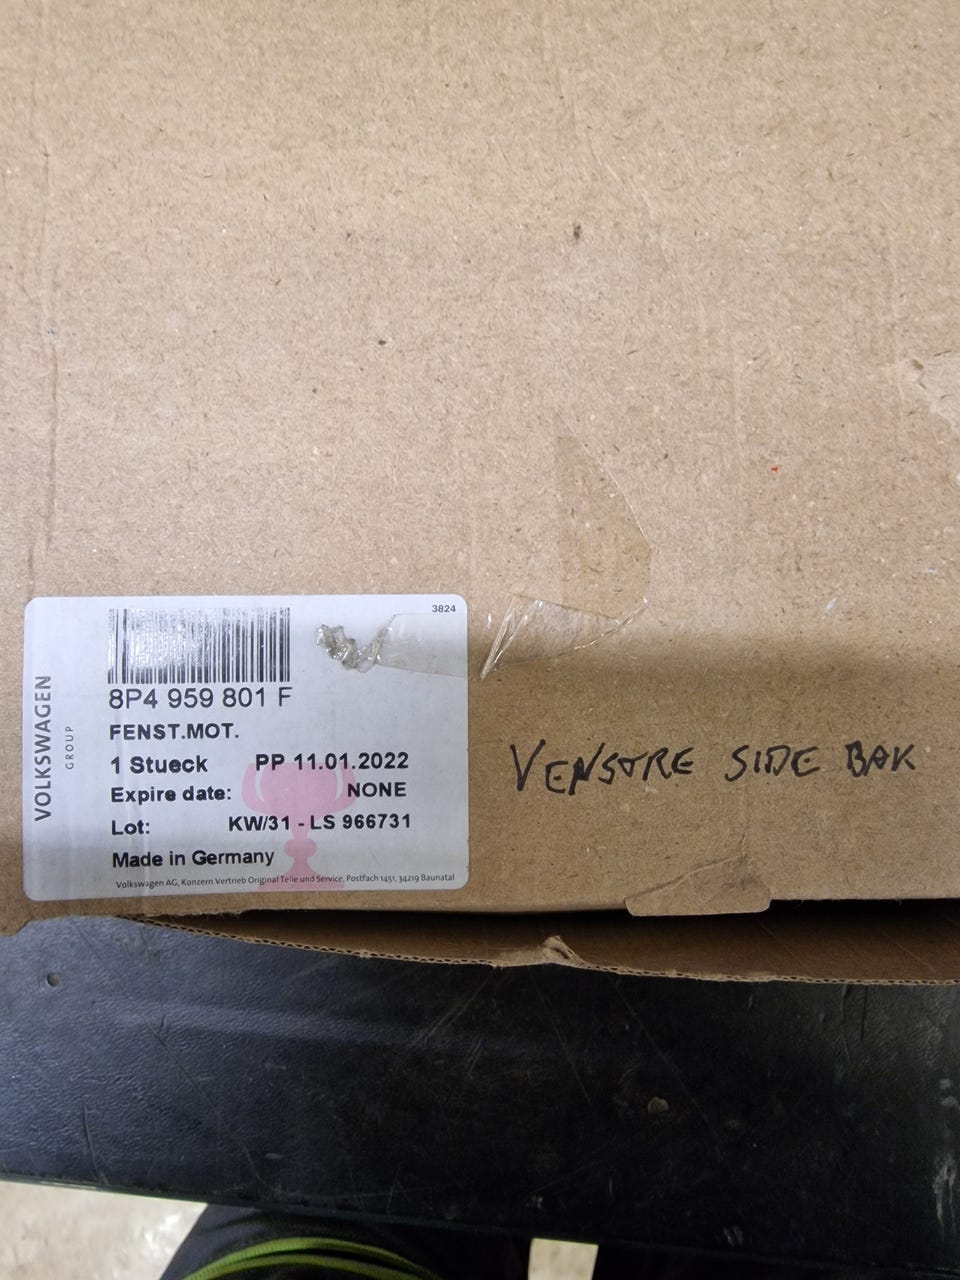 3824
8P4 959 801 F
FENST.MOT.
1 Stueck PP 11.01.2022
Expire date: NONE
Lot: KW/31 - LS 966731
Made in Germany
Volkswagen AG, Konzern Vertrieb Original Teile und Service, Postfach 1451, 34219 Baunatal
VOLKSWAGEN
GROUP
VENSTRE SIDE BAK